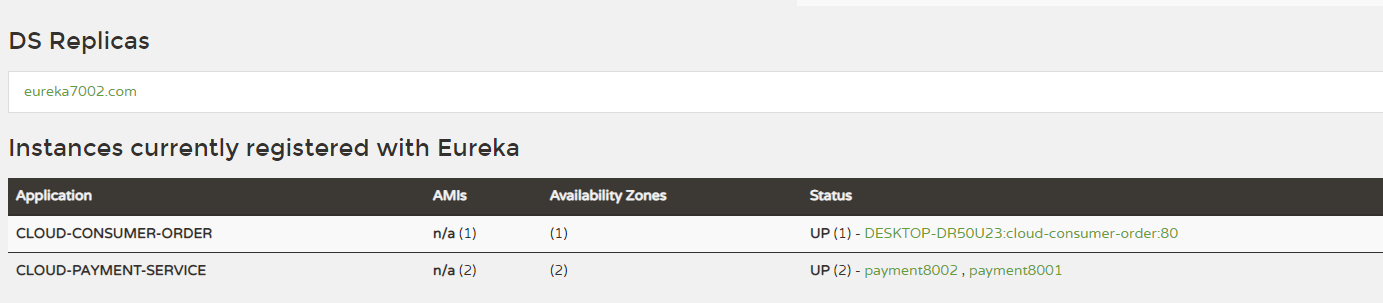 DS Replicas
eureka7002.com
Instances currently registered with Eureka
Application AMIs Availability Zones Status
CLOUD-CONSUMER-ORDER n/a (1) (1) UP (1) - DESKTOP-DR50U23:cloud-consumer-order:80
CLOUD-PAYMENT-SERVICE n/a (2) (2) UP (2) - payment8002 , payment8001